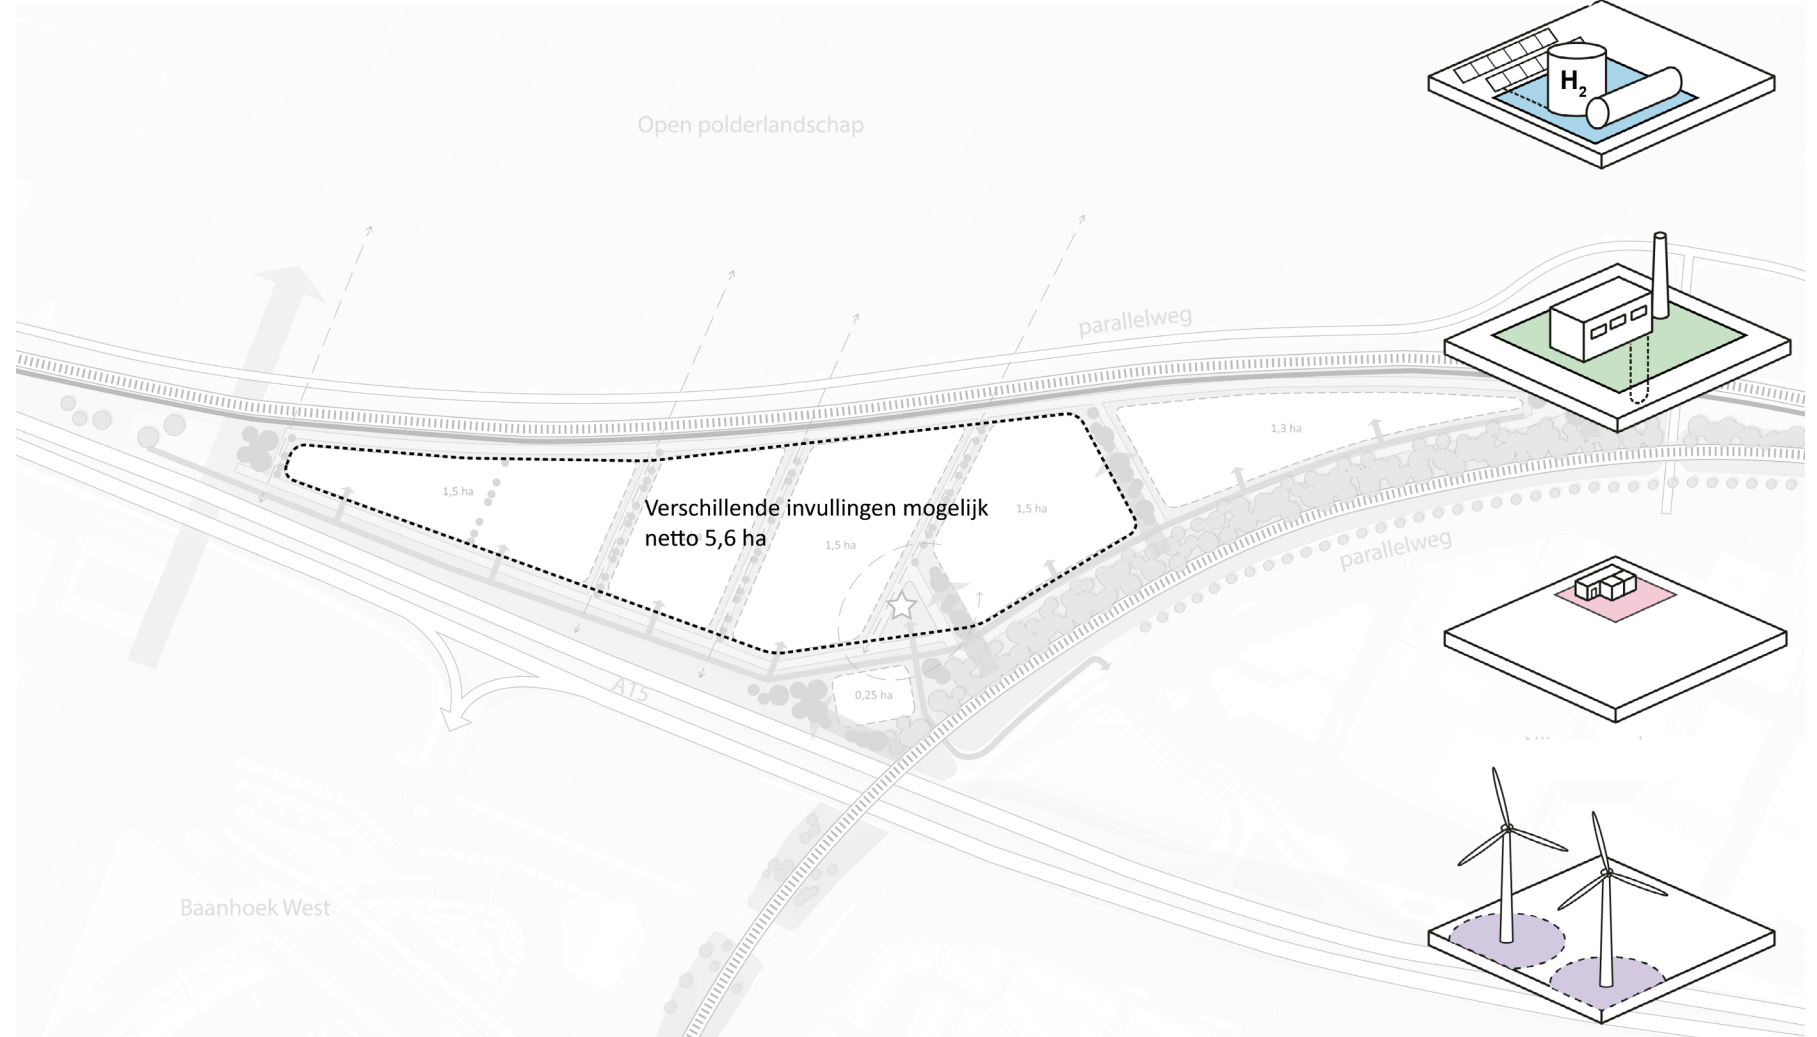 Open polderlandschap
H2
parallelweg
1,3 ha
1,5 ha
Verschillende invullingen mogelijk
netto 5,6 ha
1,5 ha
1,5 ha
parallelweg
A15
0,25 ha
Baanhoek West